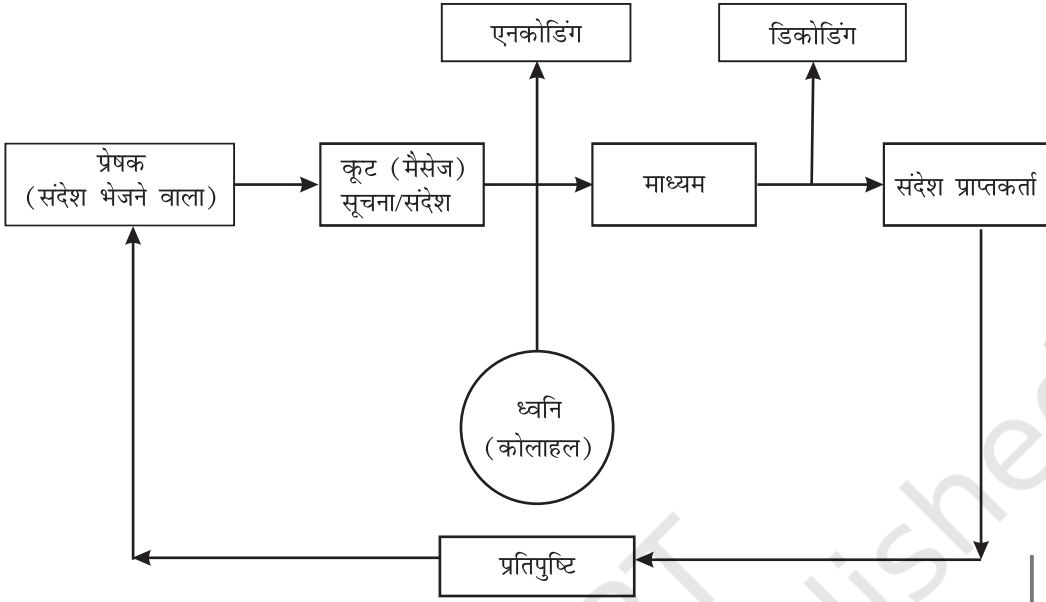 एनकोडिंग
डिकोडिंग
प्रेषक
(संदेश भेजने वाला)
कूट (मैसेज)
सूचना/संदेश
माध्यम
संदेश प्राप्तकर्ता
ध्वनि
(कोलाहल)
प्रतिपुष्टि